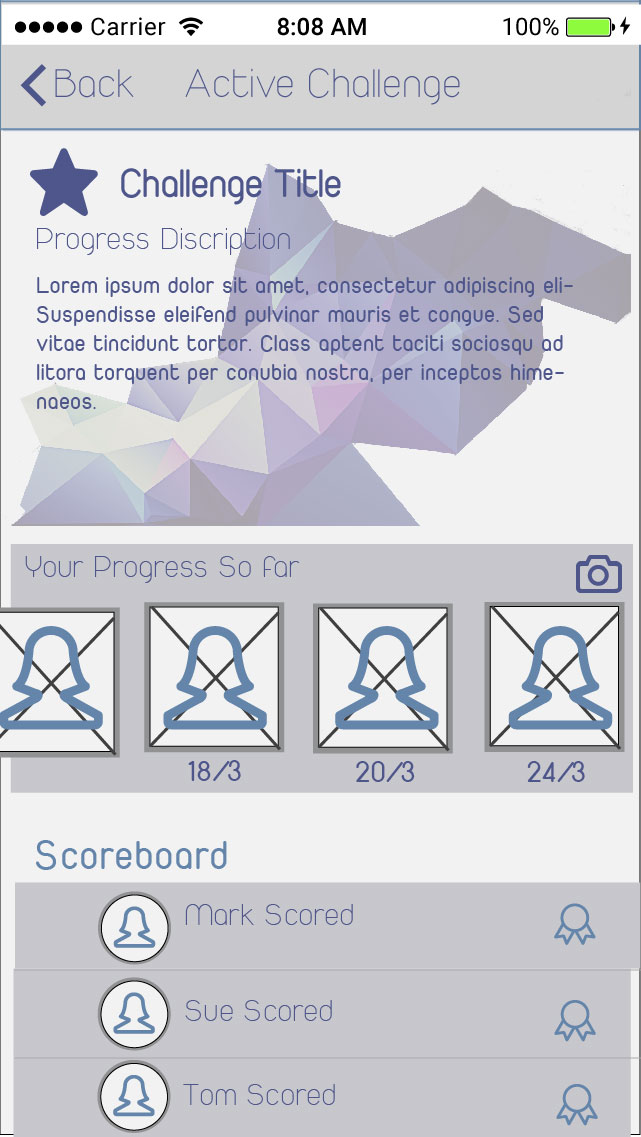 Carrier 8:08 AM 100%
Back Active Challenge
Challenge Title
Progress Discription
Lorem ipsum dolor sit amet, consectetur adipiscing eli-
Suspendisse eleifend pulvinar mauris et congue. Sed
vitae tincidunt tortor. Class aptent taciti sociosqu ad
litora torquent per conubia nostra, per inceptos hime-
naeos.
Your Progress So far
18/3 20/3 24/3
Scoreboard
Mark Scored
Sue Scored
Tom Scored